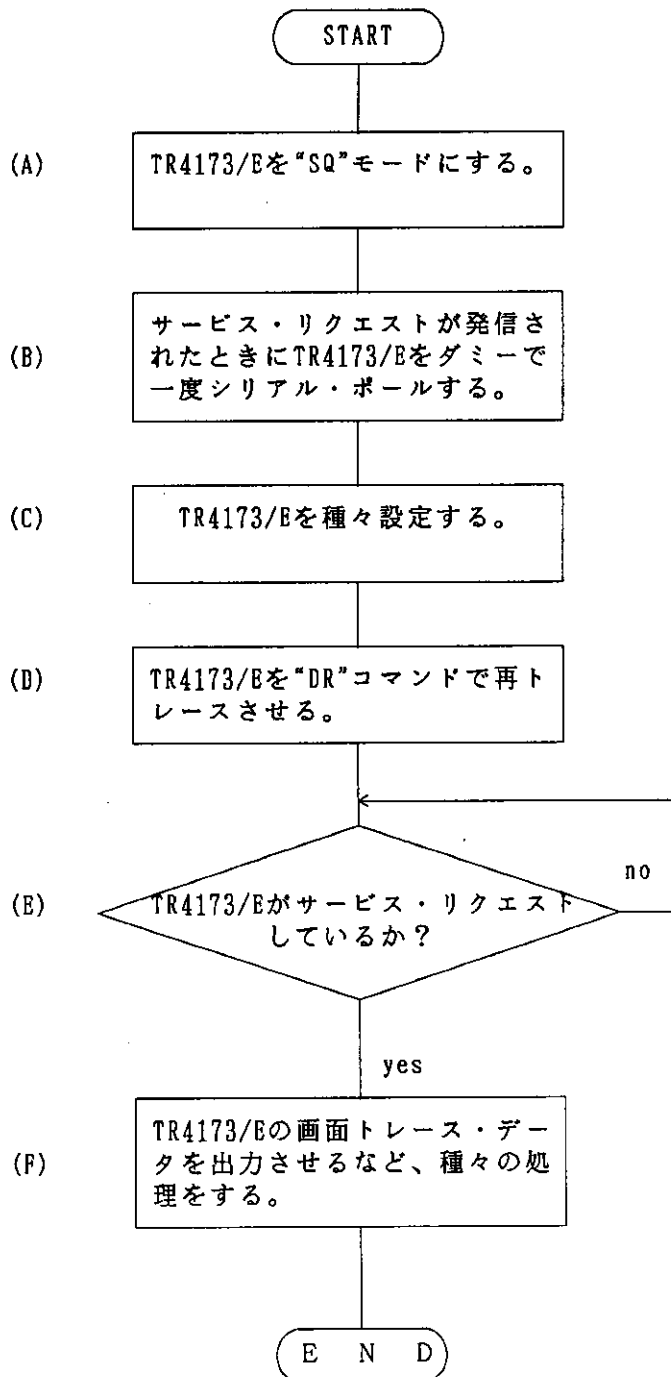 START
(A)
TR4173/Eを“SQ”モードにする。
(B)
サービス・リクエストが発信さ
れたときにTR4173/Eをダミーで
一度シリアル・ポールする。
(C)
TR4173/Eを種々設定する。
(D)
TR4173/Eを“DR”コマンドで再ト
レースさせる。
(E)
TR4173/Eがサービス・リクエスト
しているか？
no
yes
(F)
TR4173/Eの画面トレース・デー
タを出力させるなど、種々の処
理をする。
E N D